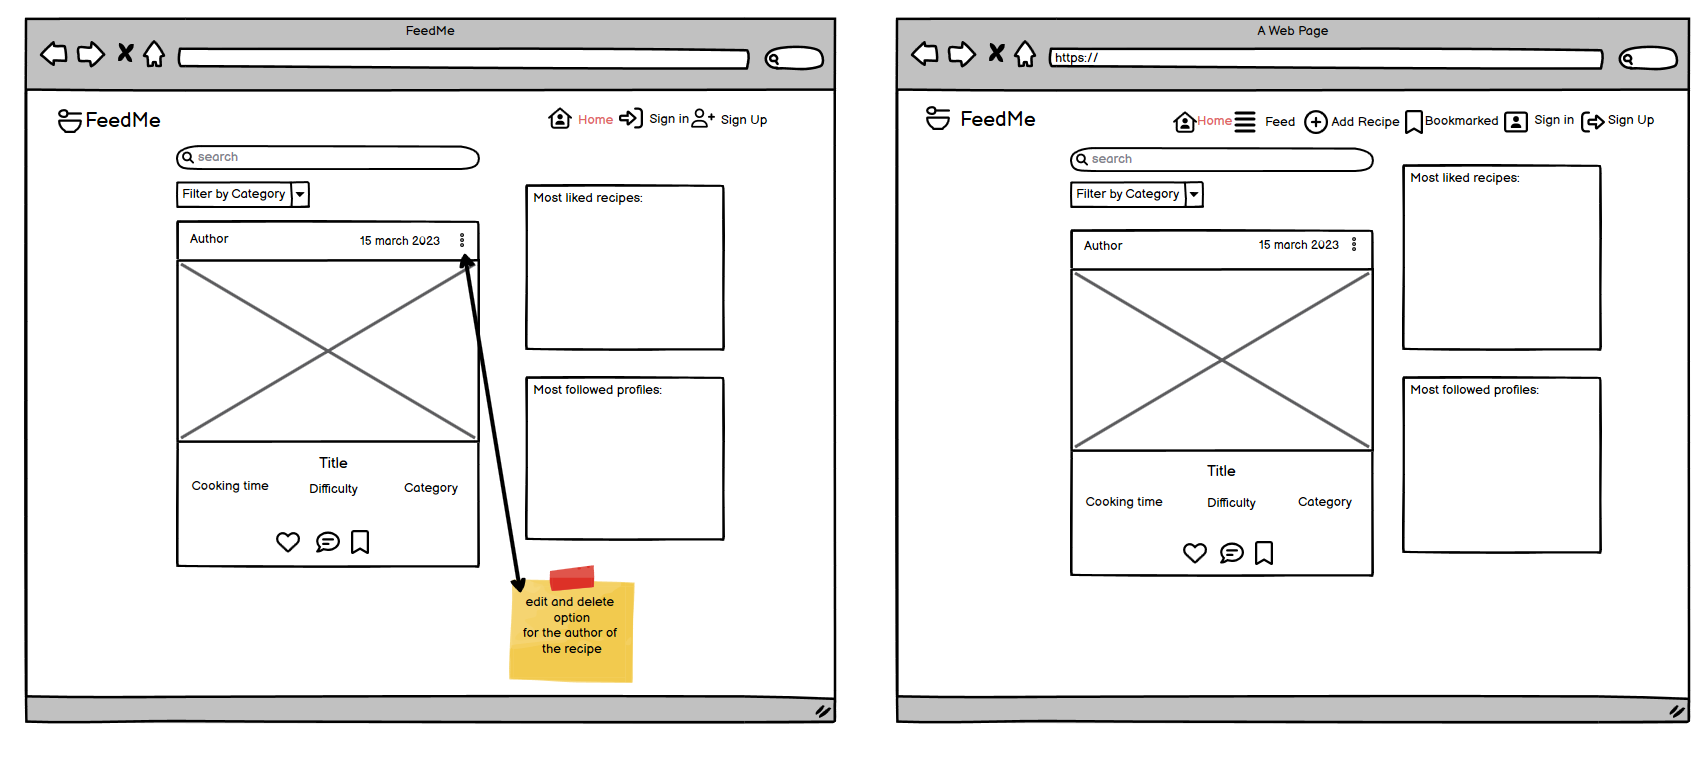 FeedMe
FeedMe
Home Sign in Sign Up
search
Filter by Category
Author 15 march 2023
Title
Cooking time Difficulty Category
Most liked recipes:
Most followed profiles:
edit and delete
option
for the author of
the recipe
A Web Page
https://
FeedMe
Home Feed Add Recipe Bookmarked Sign in Sign Up
search
Filter by Category
Author 15 march 2023
Title
Cooking time Difficulty Category
Most liked recipes:
Most followed profiles: